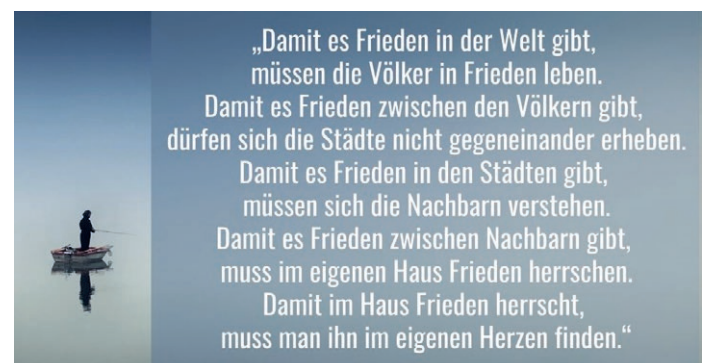 „Damit es Frieden in der Welt gibt,
müssen die Völker in Frieden leben.
Damit es Frieden zwischen den Völkern gibt,
dürfen sich die Städte nicht gegeneinander erheben.
Damit es Frieden in den Städten gibt,
müssen sich die Nachbarn verstehen.
Damit es Frieden zwischen Nachbarn gibt,
muss im eigenen Haus Frieden herrschen.
Damit im Haus Frieden herrscht,
muss man ihn im eigenen Herzen finden.“